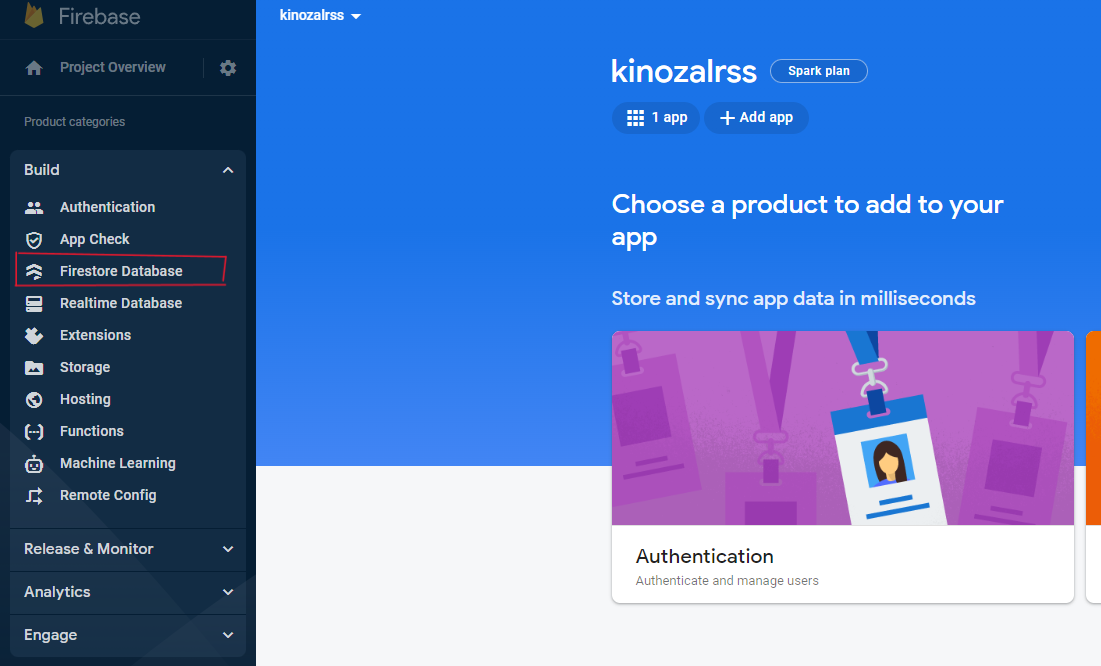 Firebase
Project Overview
Product categories
Build
Authentication
App Check
Firestore Database
Realtime Database
Extensions
Storage
Hosting
Functions
Machine Learning
Remote Config
Release & Monitor
Analytics
Engage
kinozalrss
kinozalrss Spark plan
1 app Add app
Choose a product to add to your
app
Store and sync app data in milliseconds
Authentication
Authenticate and manage users